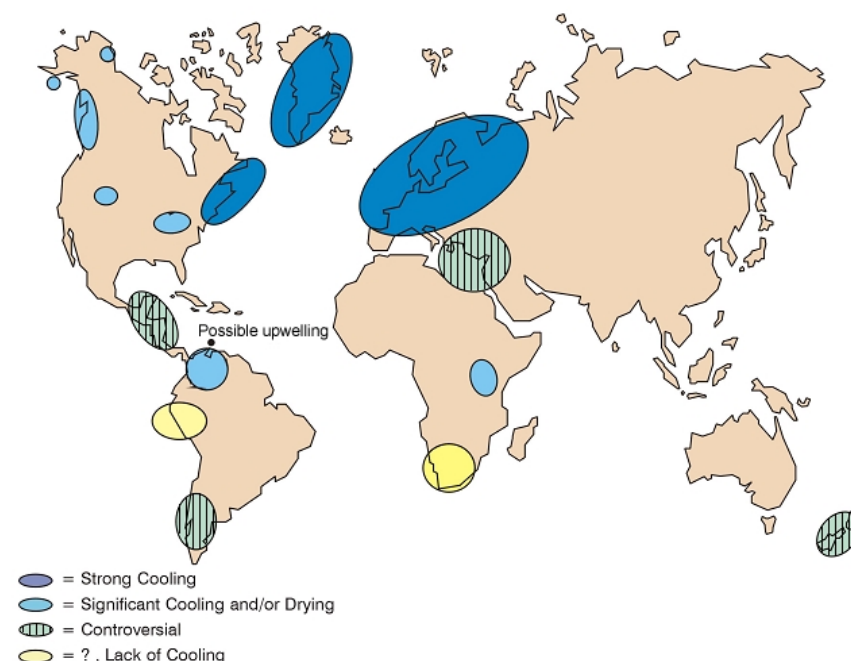 Possible upwelling
= Strong Cooling
= Significant Cooling and/or Drying
= Controversial
= ? , Lack of Cooling